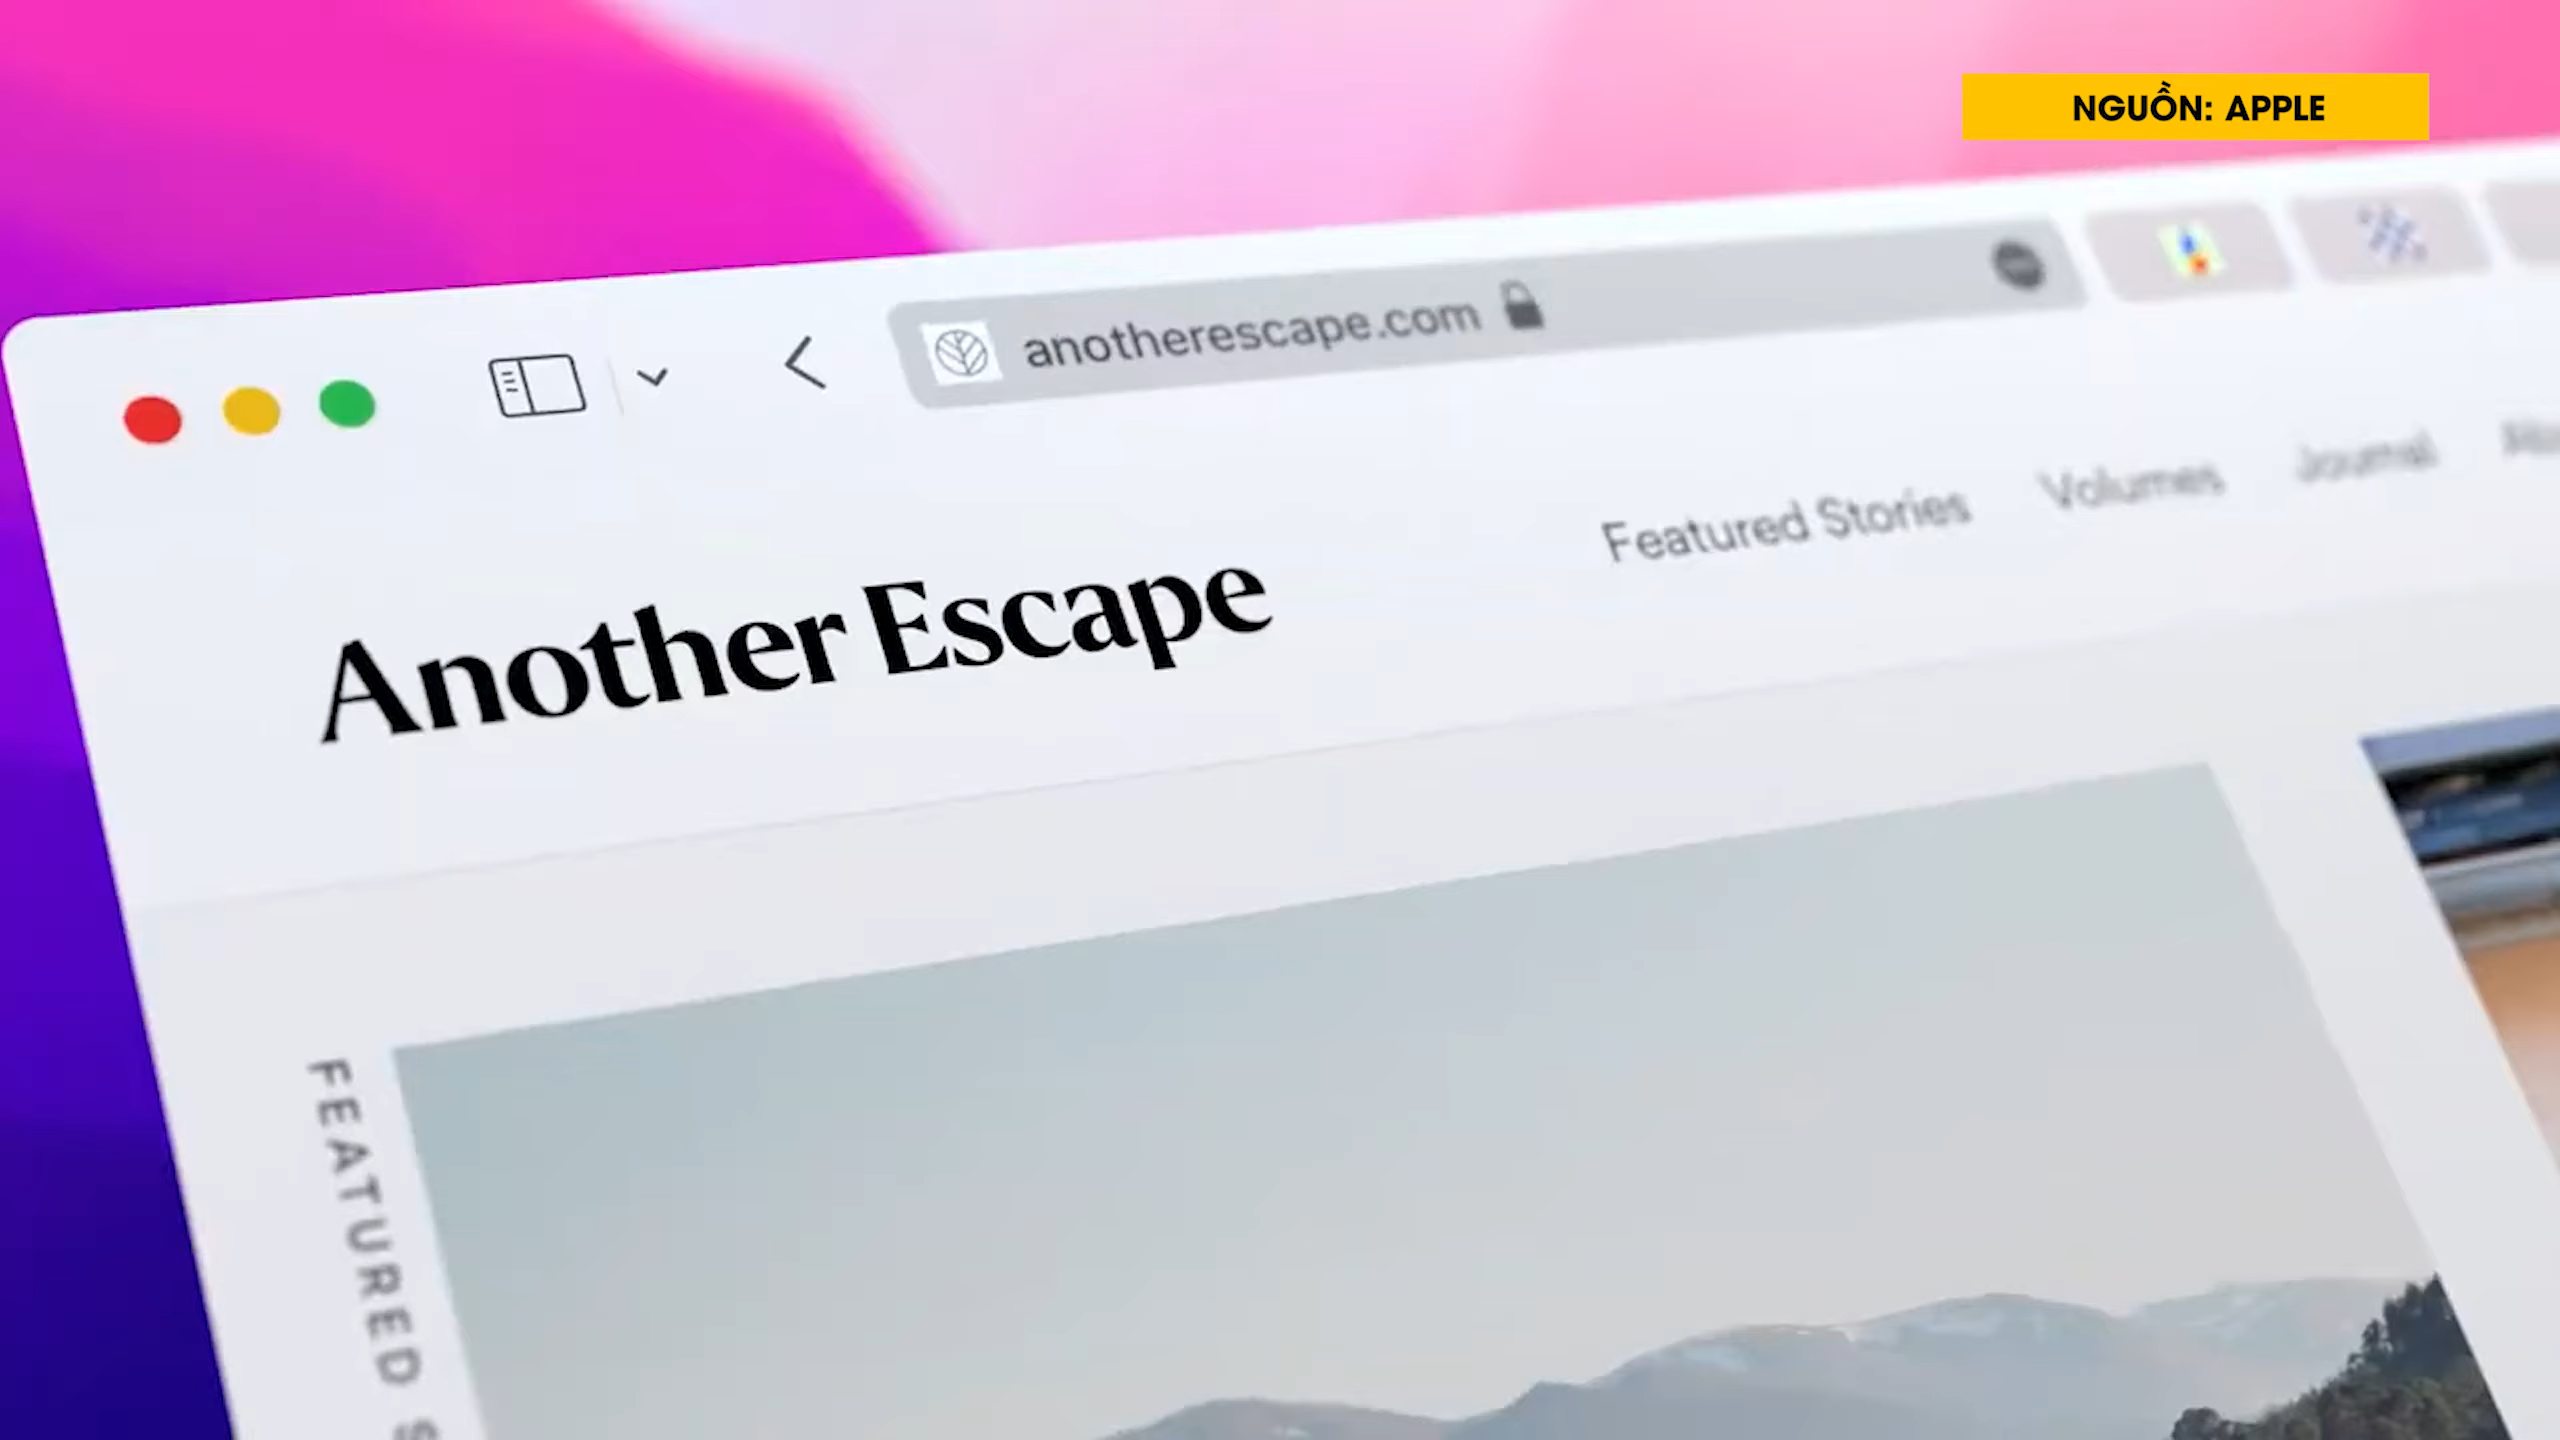 NGUỒN: APPLE
anotherescape.com
Featured Stories Volumes Journal
Another Escape
FEATURED S